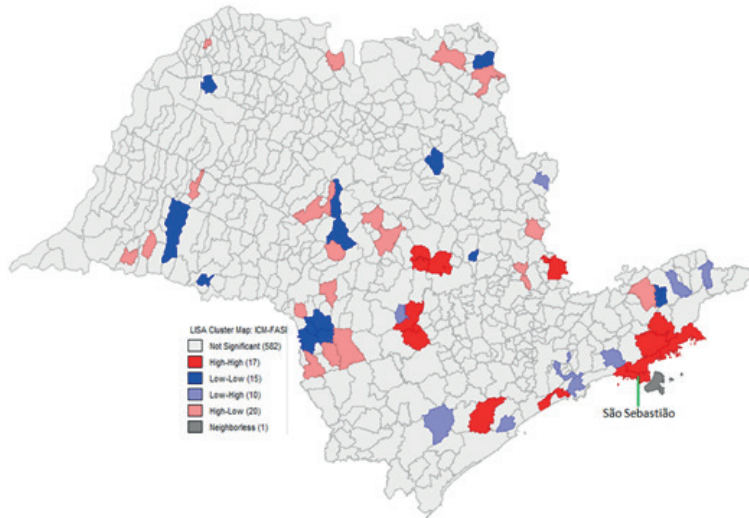 LISA Cluster Map: ICM-FASI
Not Significant (582)
High-High (17)
Low-Low (15)
Low-High (10)
High-Low (20)
Neighborless (1)
São Sebastião